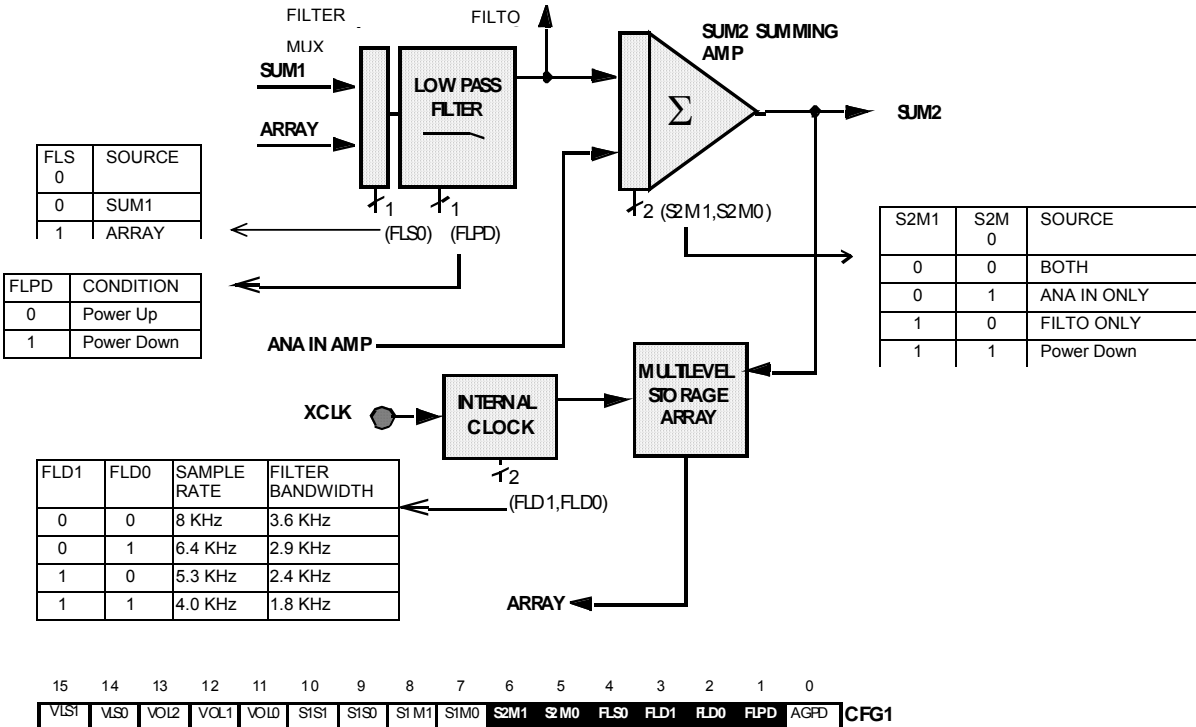 FILTER
MUX
FILTO
SUM2 SUMMING
AMP
SUM1
LOW PASS
FILTER
Σ
SUM2
ARRAY
FLS
0
SOURCE
0 SUM1
1 ARRAY
1
(FLS0)
1
(FLPD)
2 (S2M1,S2M0)
S2M1 S2M
0
SOURCE
0 0 BOTH
0 1 ANA IN ONLY
1 0 FILTO ONLY
1 1 Power Down
FLPD CONDITION
0 Power Up
1 Power Down
ANA IN AMP
MULTILEVEL
STORAGE
ARRAY
XCLK
INTERNAL
CLOCK
2
(FLD1,FLD0)
FLD1 FLD0 SAMPLE
RATE
FILTER
BANDWIDTH
0 0 8 KHz 3.6 KHz
0 1 6.4 KHz 2.9 KHz
1 0 5.3 KHz 2.4 KHz
1 1 4.0 KHz 1.8 KHz
ARRAY
15 14 13 12 11 10 9 8 7 6 5 4 3 2 1 0
VLS1 VLS0 VOL2 VOL1 VOL0 S1S1 S1S0 S1M1 S1M0 S2M1 S2M0 FLS0 FLD1 FLD0 FLPD AGPD CFG1